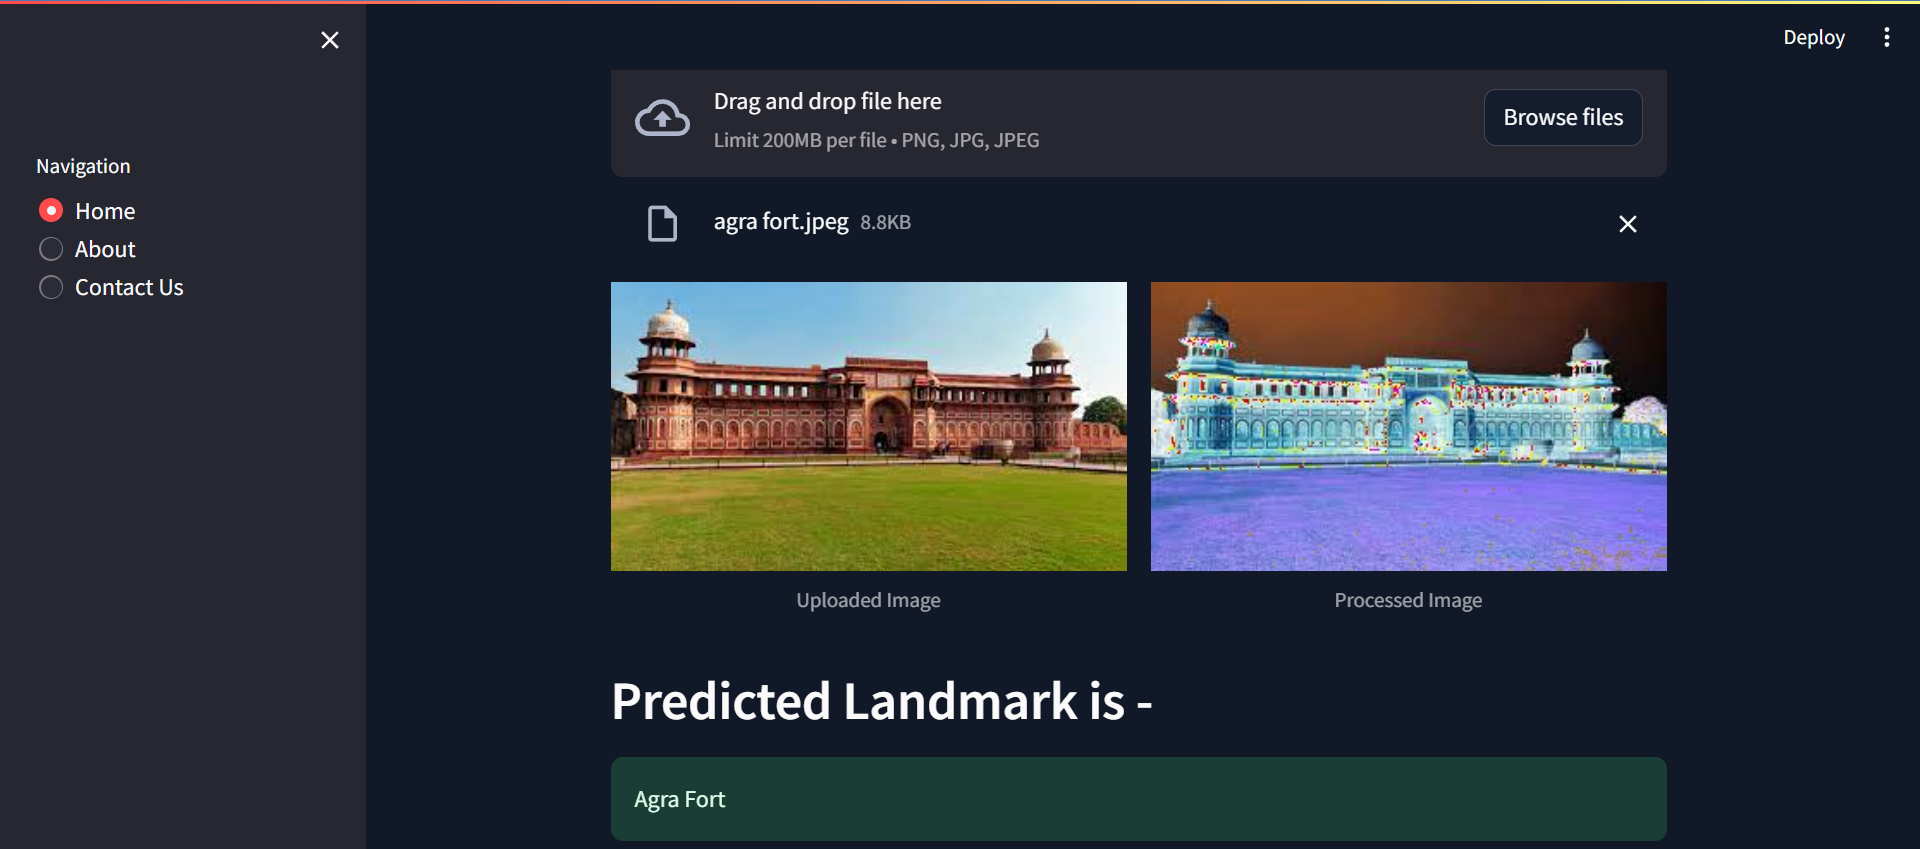 Deploy
Navigation
Home
About
Contact Us
Drag and drop file here
Limit 200MB per file • PNG, JPG, JPEG
Browse files
agra fort.jpeg 8.8KB
Uploaded Image
Processed Image
Predicted Landmark is -
Agra Fort